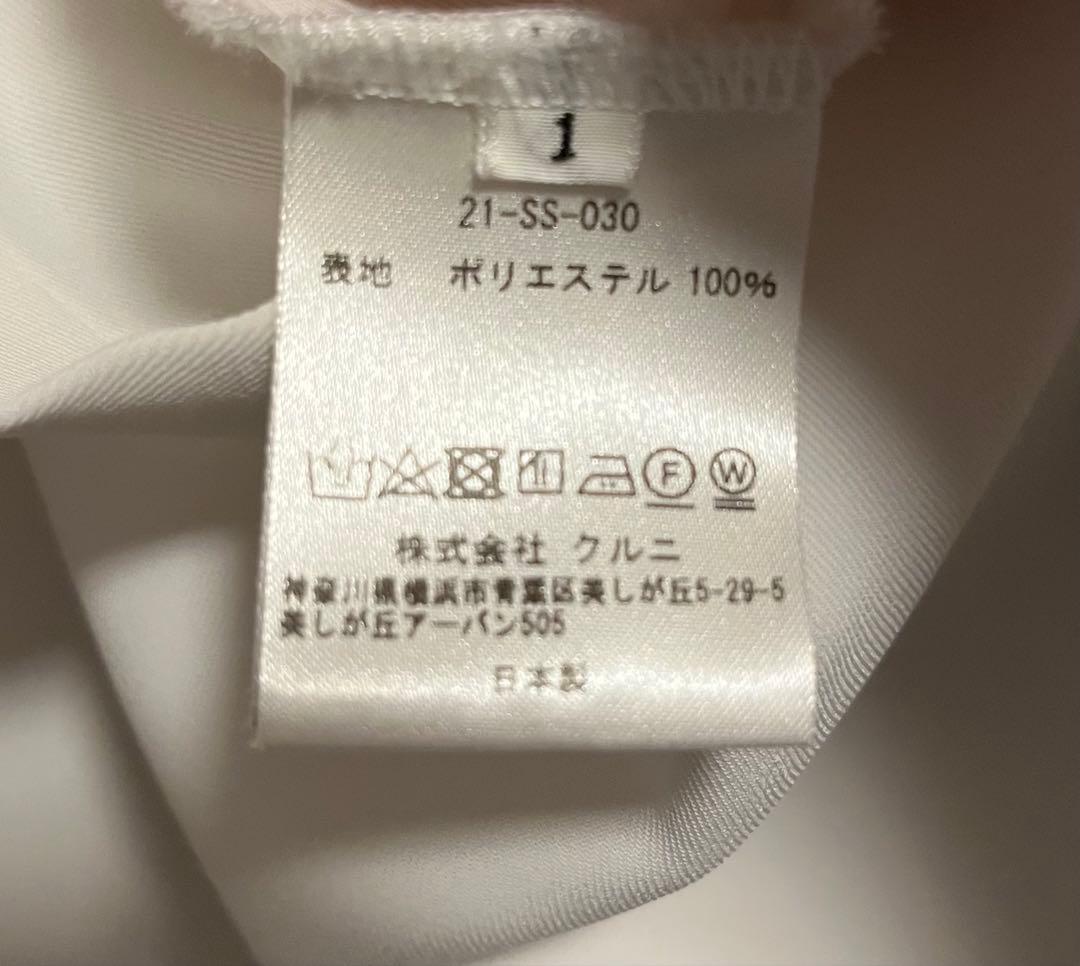 1
21-SS-030
表地 ポリエステル 100%
F W
株式会社 クルニ
神奈川県横浜市青葉区美しが丘5-29-5
美しが丘アーバン505
日本製